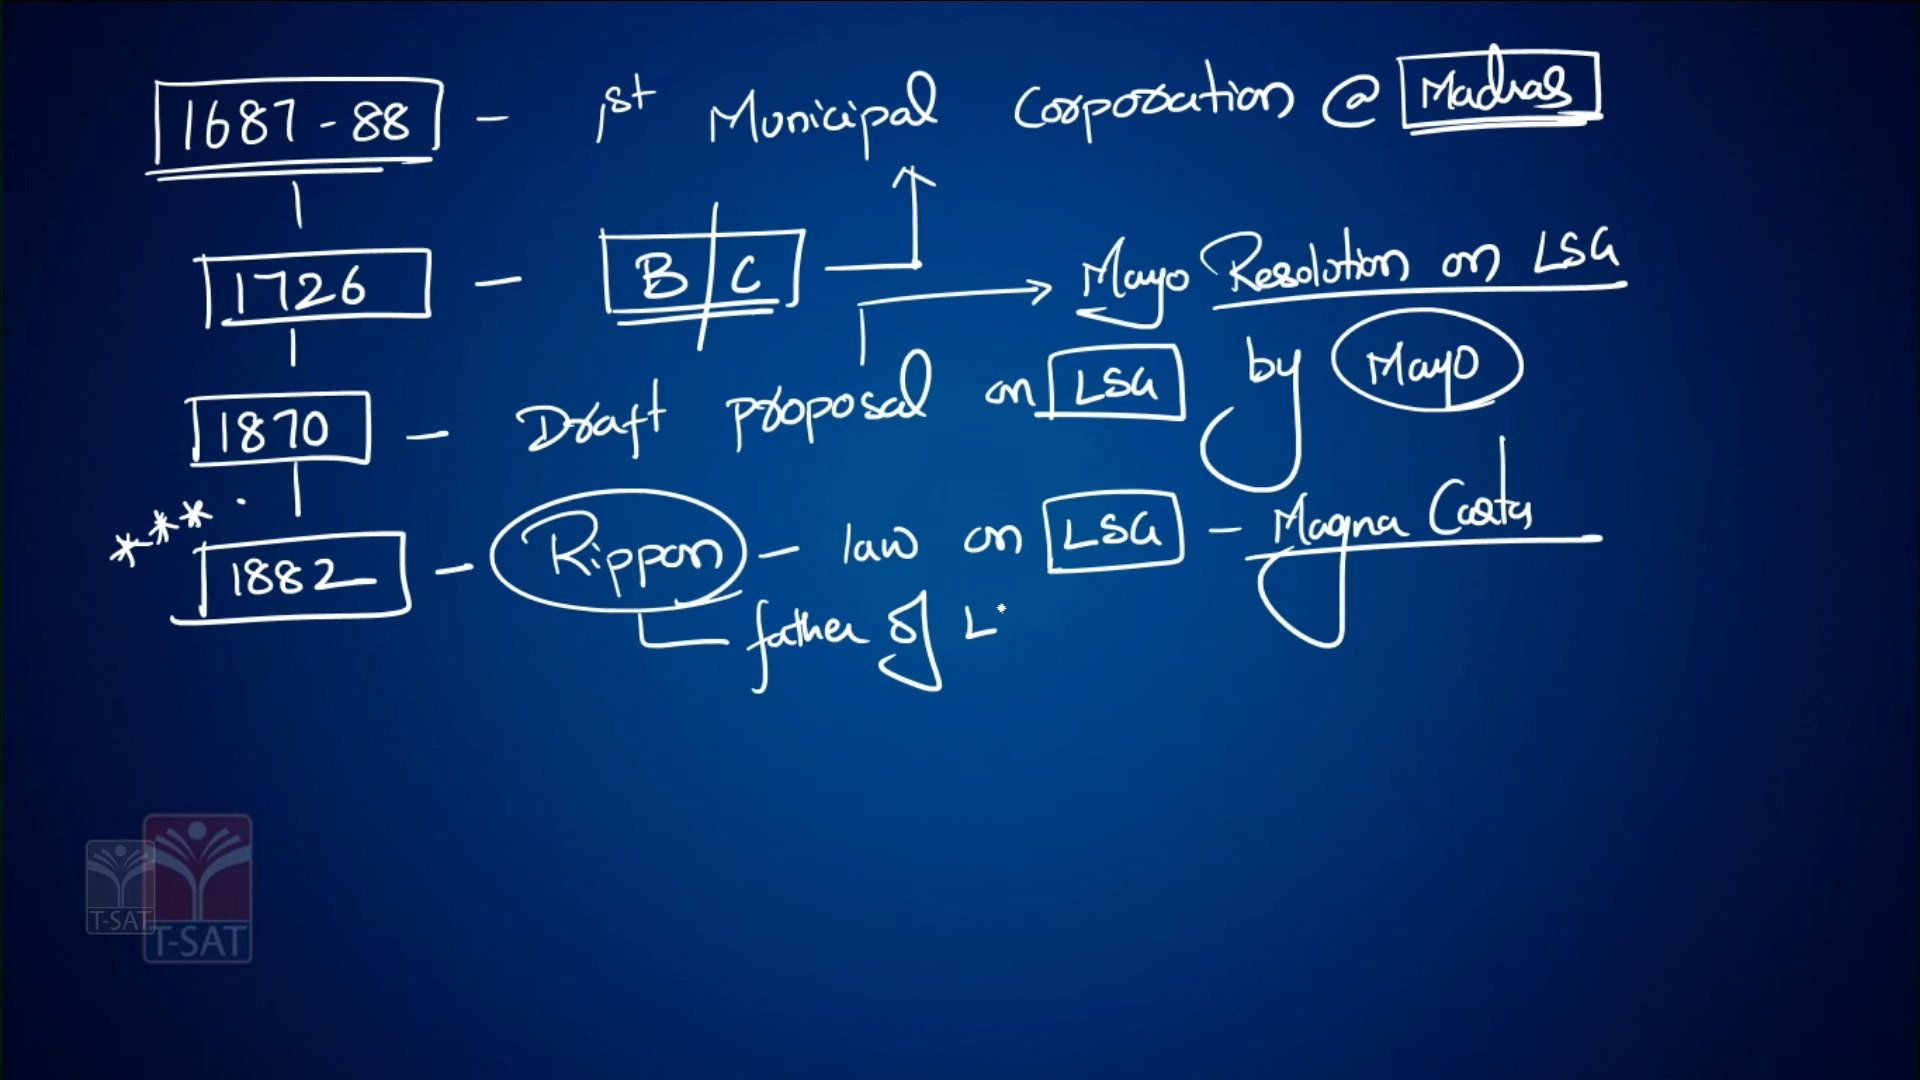 1687-88 - 1st Municipal Corporation @ Madras
1726 - B/C
Mayo Resolution on LSG
by Mayo
1870 - Draft proposal on LSG
*** 1882 - Rippon - law on LSG - Magna Carta
father of L
T-SAT
T-SAT